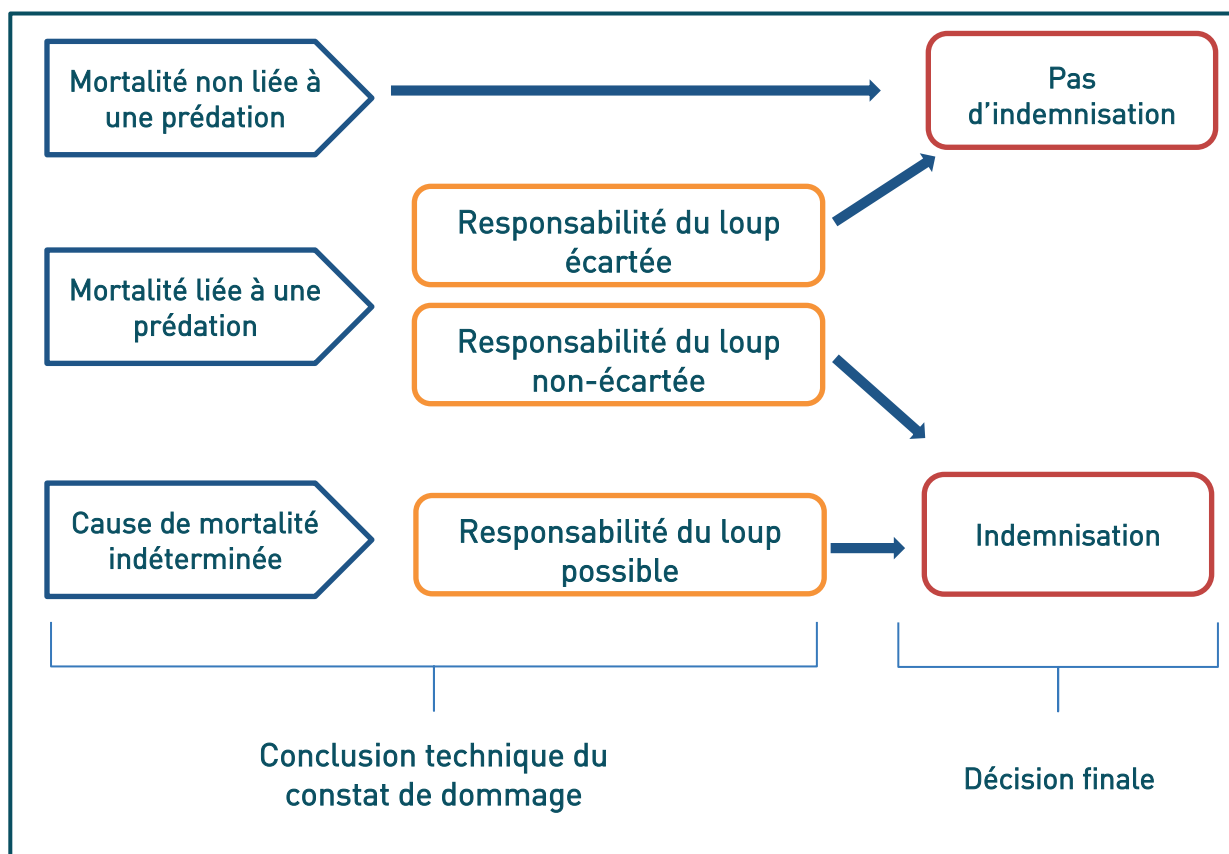 Mortalité non liée à
une prédation
Pas
d'indemnisation
Responsabilité du loup
écartée
Mortalité liée à une
prédation
Responsabilité du loup
non-écartée
Cause de mortalité
indéterminée
Responsabilité du loup
possible
Indemnisation
Conclusion technique du
constat de dommage
Décision finale